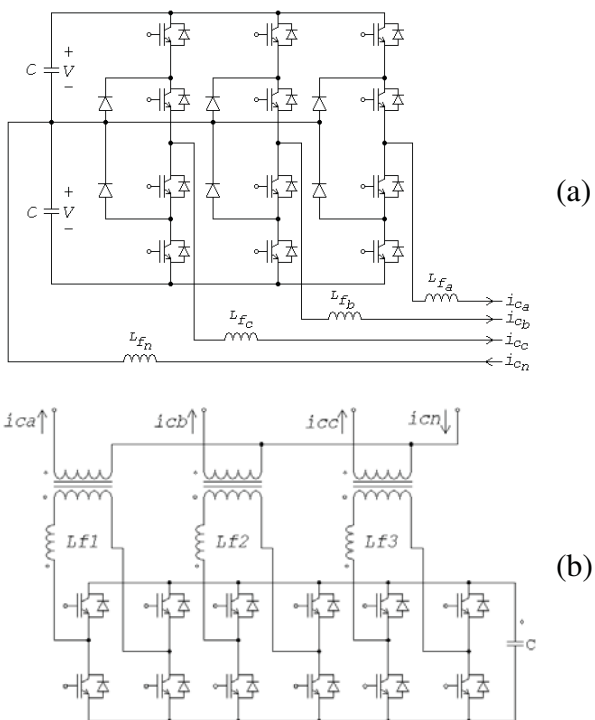 +
C V
−
+
C V
−
(a)
Lfa
ica
Lfb
icb
Lfc
icc
Lfn
icn
ica icb icc icn
Lf1 Lf2 Lf3
(b)
C